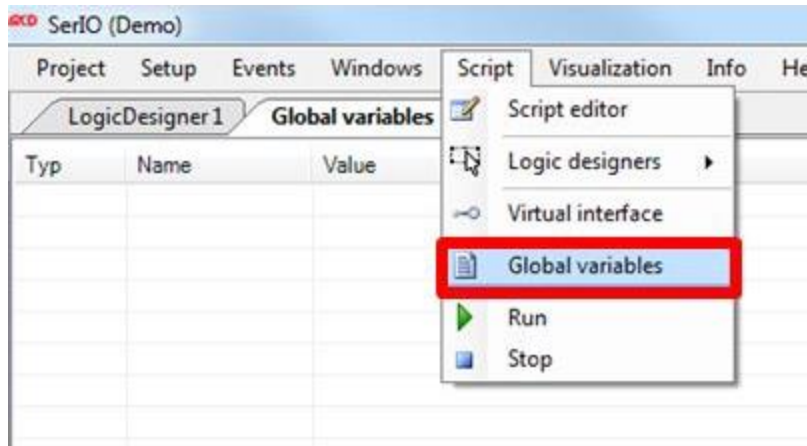 SerIO (Demo)
Project Setup Events Windows Script Visualization Info He
LogicDesigner1 Global variables
Typ Name Value
Script editor
Logic designers
Virtual interface
Global variables
Run
Stop